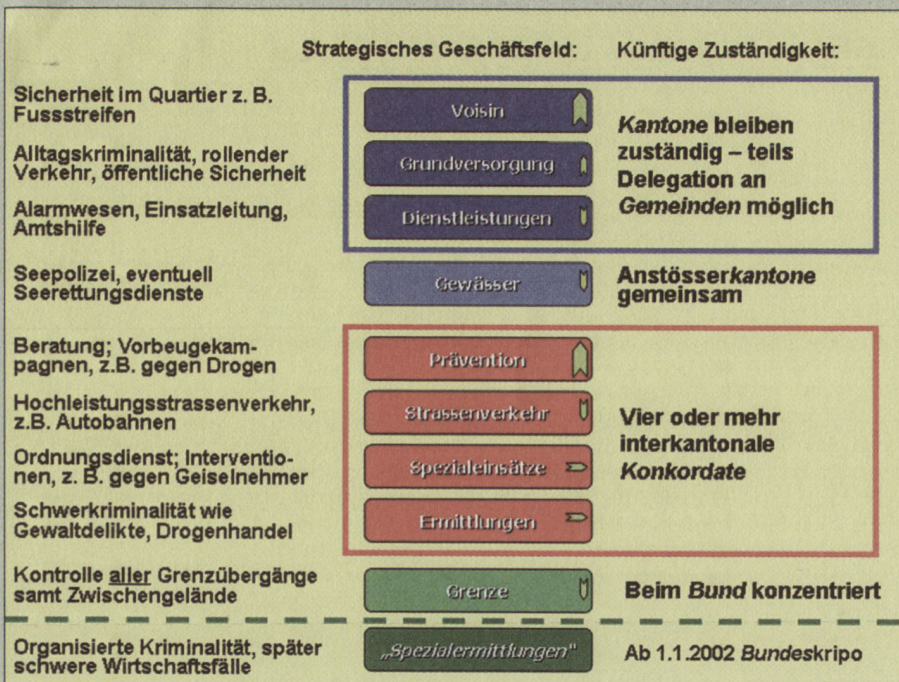 Strategisches Geschäftsfeld: Künftige Zuständigkeit:
Sicherheit im Quartier z. B.
Fussstreifen
Voisin
Alltagskriminalität, rollender
Verkehr, öffentliche Sicherheit
Grundversorgung
Alarmwesen, Einsatzleitung,
Amtshilfe
Dienstleistungen
Kantone bleiben
zuständig – teils
Delegation an
Gemeinden möglich
Seepolizei, eventuell
Seerettungsdienste
Gewässer
Anstösserkantone
gemeinsam
Beratung; Vorbeugekam-
pagnen, z.B. gegen Drogen
Prävention
Hochleistungsstrassenverkehr,
z.B. Autobahnen
Strassenverkehr
Ordnungsdienst; Interventio-
nen, z. B. gegen Geiselnehmer
Spezialeinsätze
Schwerkriminalität wie
Gewaltdelikte, Drogenhandel
Ermittlungen
Vier oder mehr
interkantonale
Konkordate
Kontrolle aller Grenzübergänge
samt Zwischengelände
Grenze
Beim Bund konzentriert
Organisierte Kriminalität, später
schwere Wirtschaftsfälle
„Spezialermittlungen"
Ab 1.1.2002 Bundeskripo